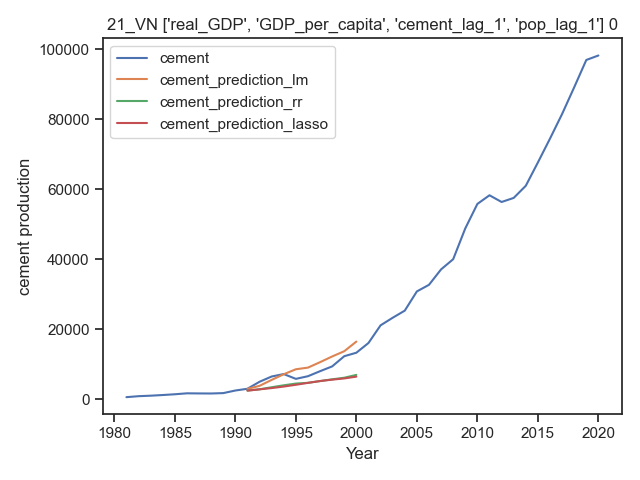 21_VN ['real_GDP', 'GDP_per_capita', 'cement_lag_1', 'pop_lag_1'] 0
100000
80000
60000
40000
20000
0
cement production
cement
cement_prediction_lm
cement_prediction_rr
cement_prediction_lasso
1980 1985 1990 1995 2000 2005 2010 2015 2020
Year